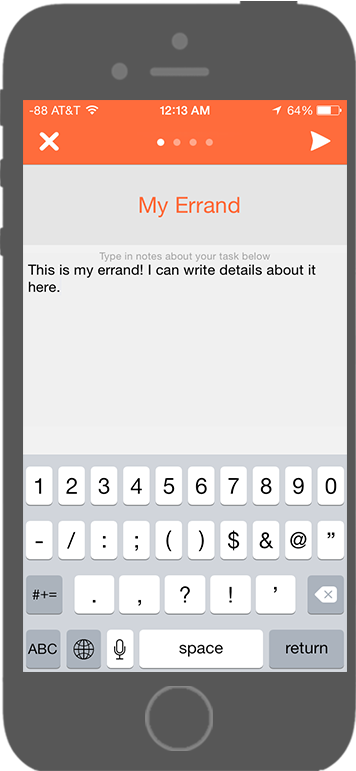 -88 AT&T 12:13 AM 64%
My Errand
Type in notes about your task below
This is my errand! I can write details about it
here.
1 2 3 4 5 6 7 8 9 0
- / : ; ( ) $ & @ ”
#+= . , ? ! ’
ABC space return